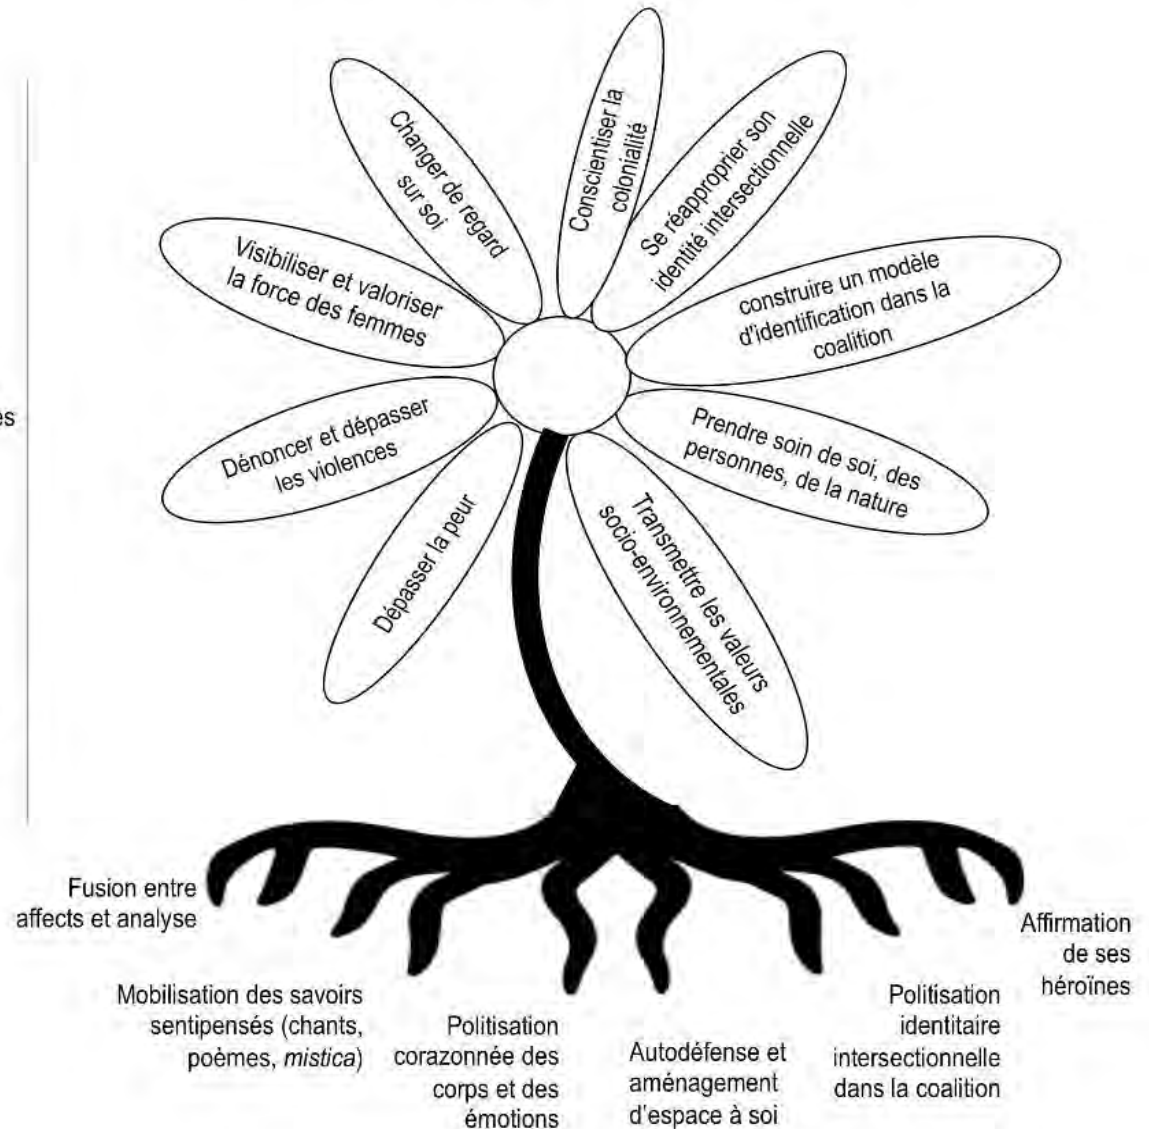 Conscientiser la
colonialité
Se réapproprier son
identité intersectionnelle
Changer de regard
sur soi
Visibiliser et valoriser
la force des femmes
construire un modèle
d'identification dans la
coalition
Dénoncer et dépasser
les violences
Prendre soin de soi, des
personnes, de la nature
Dépasser la peur
Transmettre les valeurs
socio-environnementales
Fusion entre
affects et analyse
Mobilisation des savoirs
sentipensés (chants,
poèmes, mistica)
Politisation
corazonnée des
corps et des
émotions
Autodéfense et
aménagement
d'espace à soi
Politisation
identitaire
intersectionnelle
dans la coalition
Affirmation
de ses
héroïnes